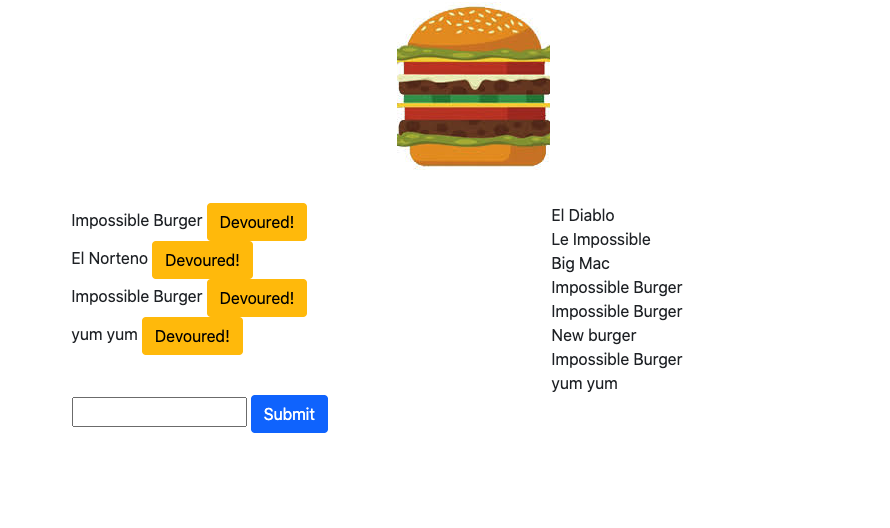 Impossible Burger Devoured!
El Norteno Devoured!
Impossible Burger Devoured!
yum yum Devoured!
Submit
El Diablo
Le Impossible
Big Mac
Impossible Burger
Impossible Burger
New burger
Impossible Burger
yum yum